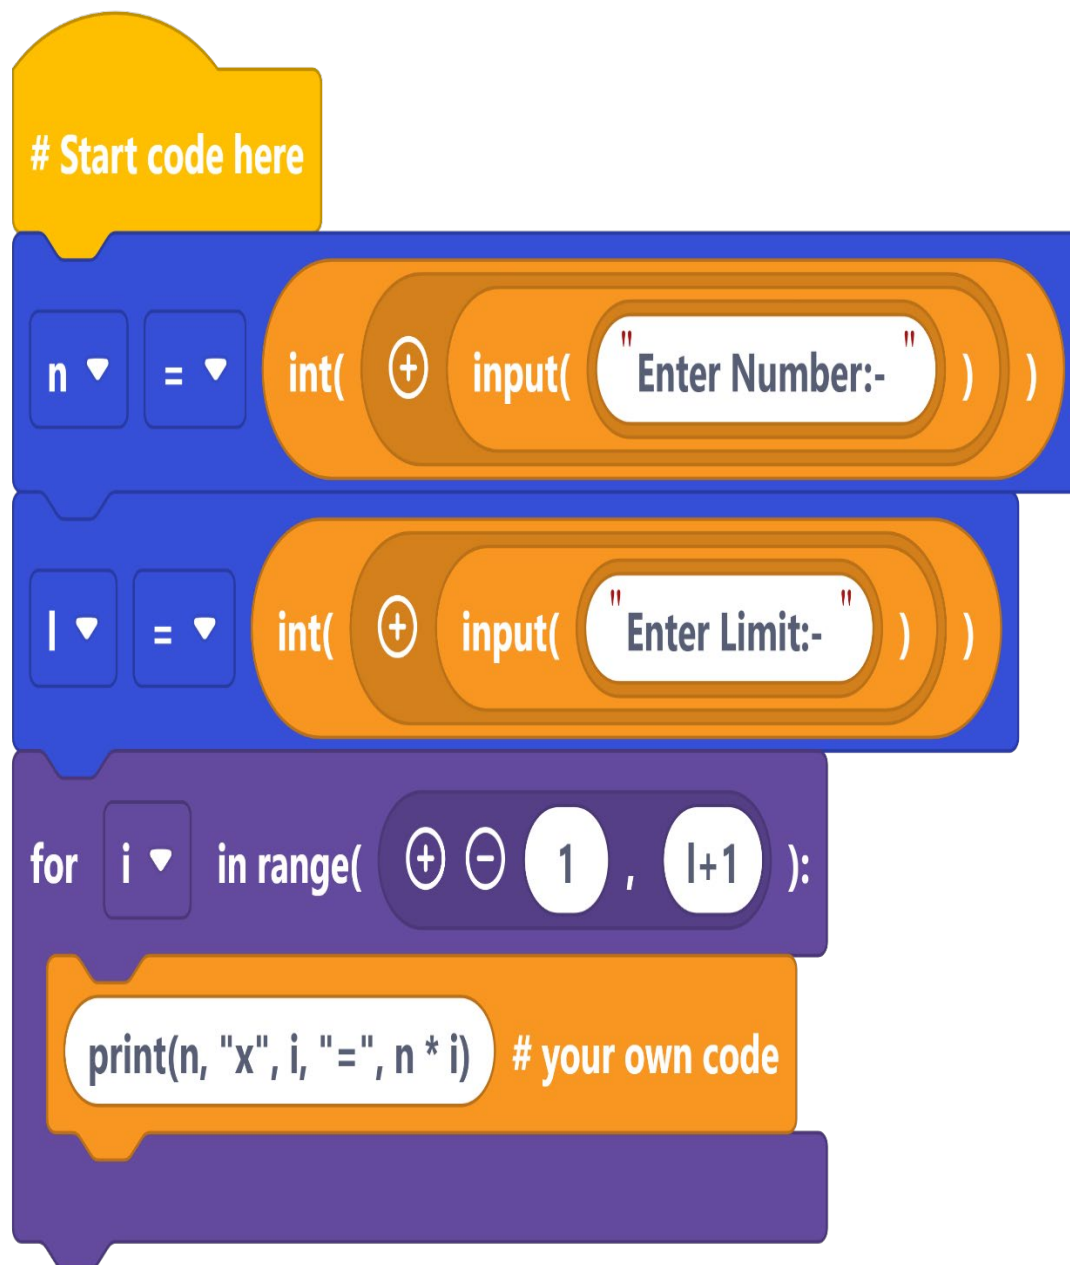 # Start code here
n = int( input( "Enter Number:- " ) )
l = int( input( "Enter Limit:- " ) )
for i in range( 1 , l+1 ):
print(n, "x", i, "=", n * i) # your own code